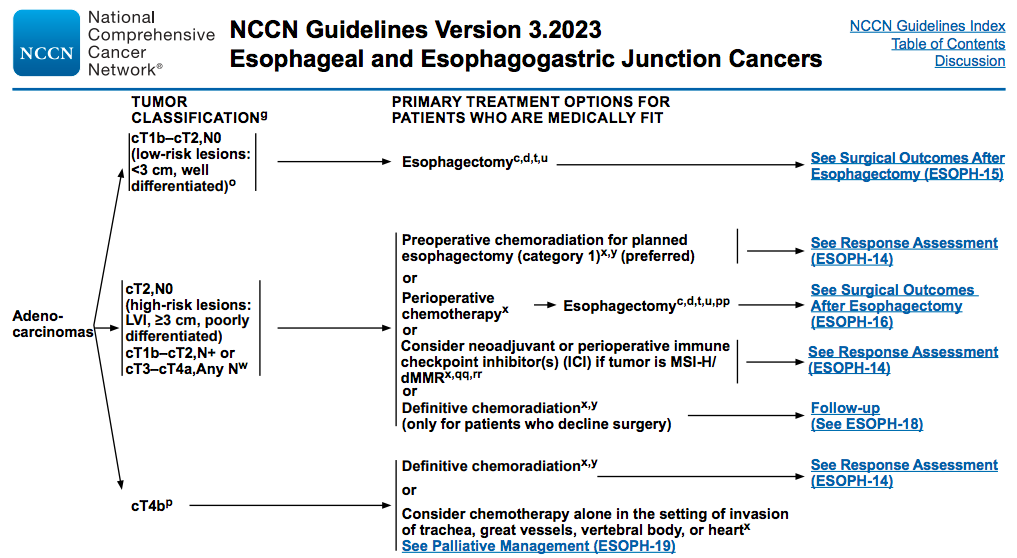 National
Comprehensive
Cancer
Network®
NCCN
NCCN Guidelines Version 3.2023
Esophageal and Esophagogastric Junction Cancers
NCCN Guidelines Index
Table of Contents
Discussion
TUMOR
CLASSIFICATIONg
PRIMARY TREATMENT OPTIONS FOR
PATIENTS WHO ARE MEDICALLY FIT
Adeno-
carcinomas
cT1b–cT2,N0
(low-risk lesions:
<3 cm, well
differentiated)o
Esophagectomyc,d,t,u
See Surgical Outcomes After
Esophagectomy (ESOPH-15)
cT2,N0
(high-risk lesions:
LVI, ≥3 cm, poorly
differentiated)
cT1b–cT2,N+ or
cT3–cT4a,Any Nw
Preoperative chemoradiation for planned
esophagectomy (category 1)x,y (preferred)
See Response Assessment
(ESOPH-14)
or
Perioperative
chemotherapyx
Esophagectomyc,d,t,u,pp
See Surgical Outcomes
After Esophagectomy
(ESOPH-16)
or
Consider neoadjuvant or perioperative immune
checkpoint inhibitor(s) (ICI) if tumor is MSI-H/
dMMRx,qq,rr
See Response Assessment
(ESOPH-14)
or
Definitive chemoradiationx,y
(only for patients who decline surgery)
Follow-up
(See ESOPH-18)
cT4bp
Definitive chemoradiationx,y
See Response Assessment
(ESOPH-14)
or
Consider chemotherapy alone in the setting of invasion
of trachea, great vessels, vertebral body, or heartx
See Palliative Management (ESOPH-19)